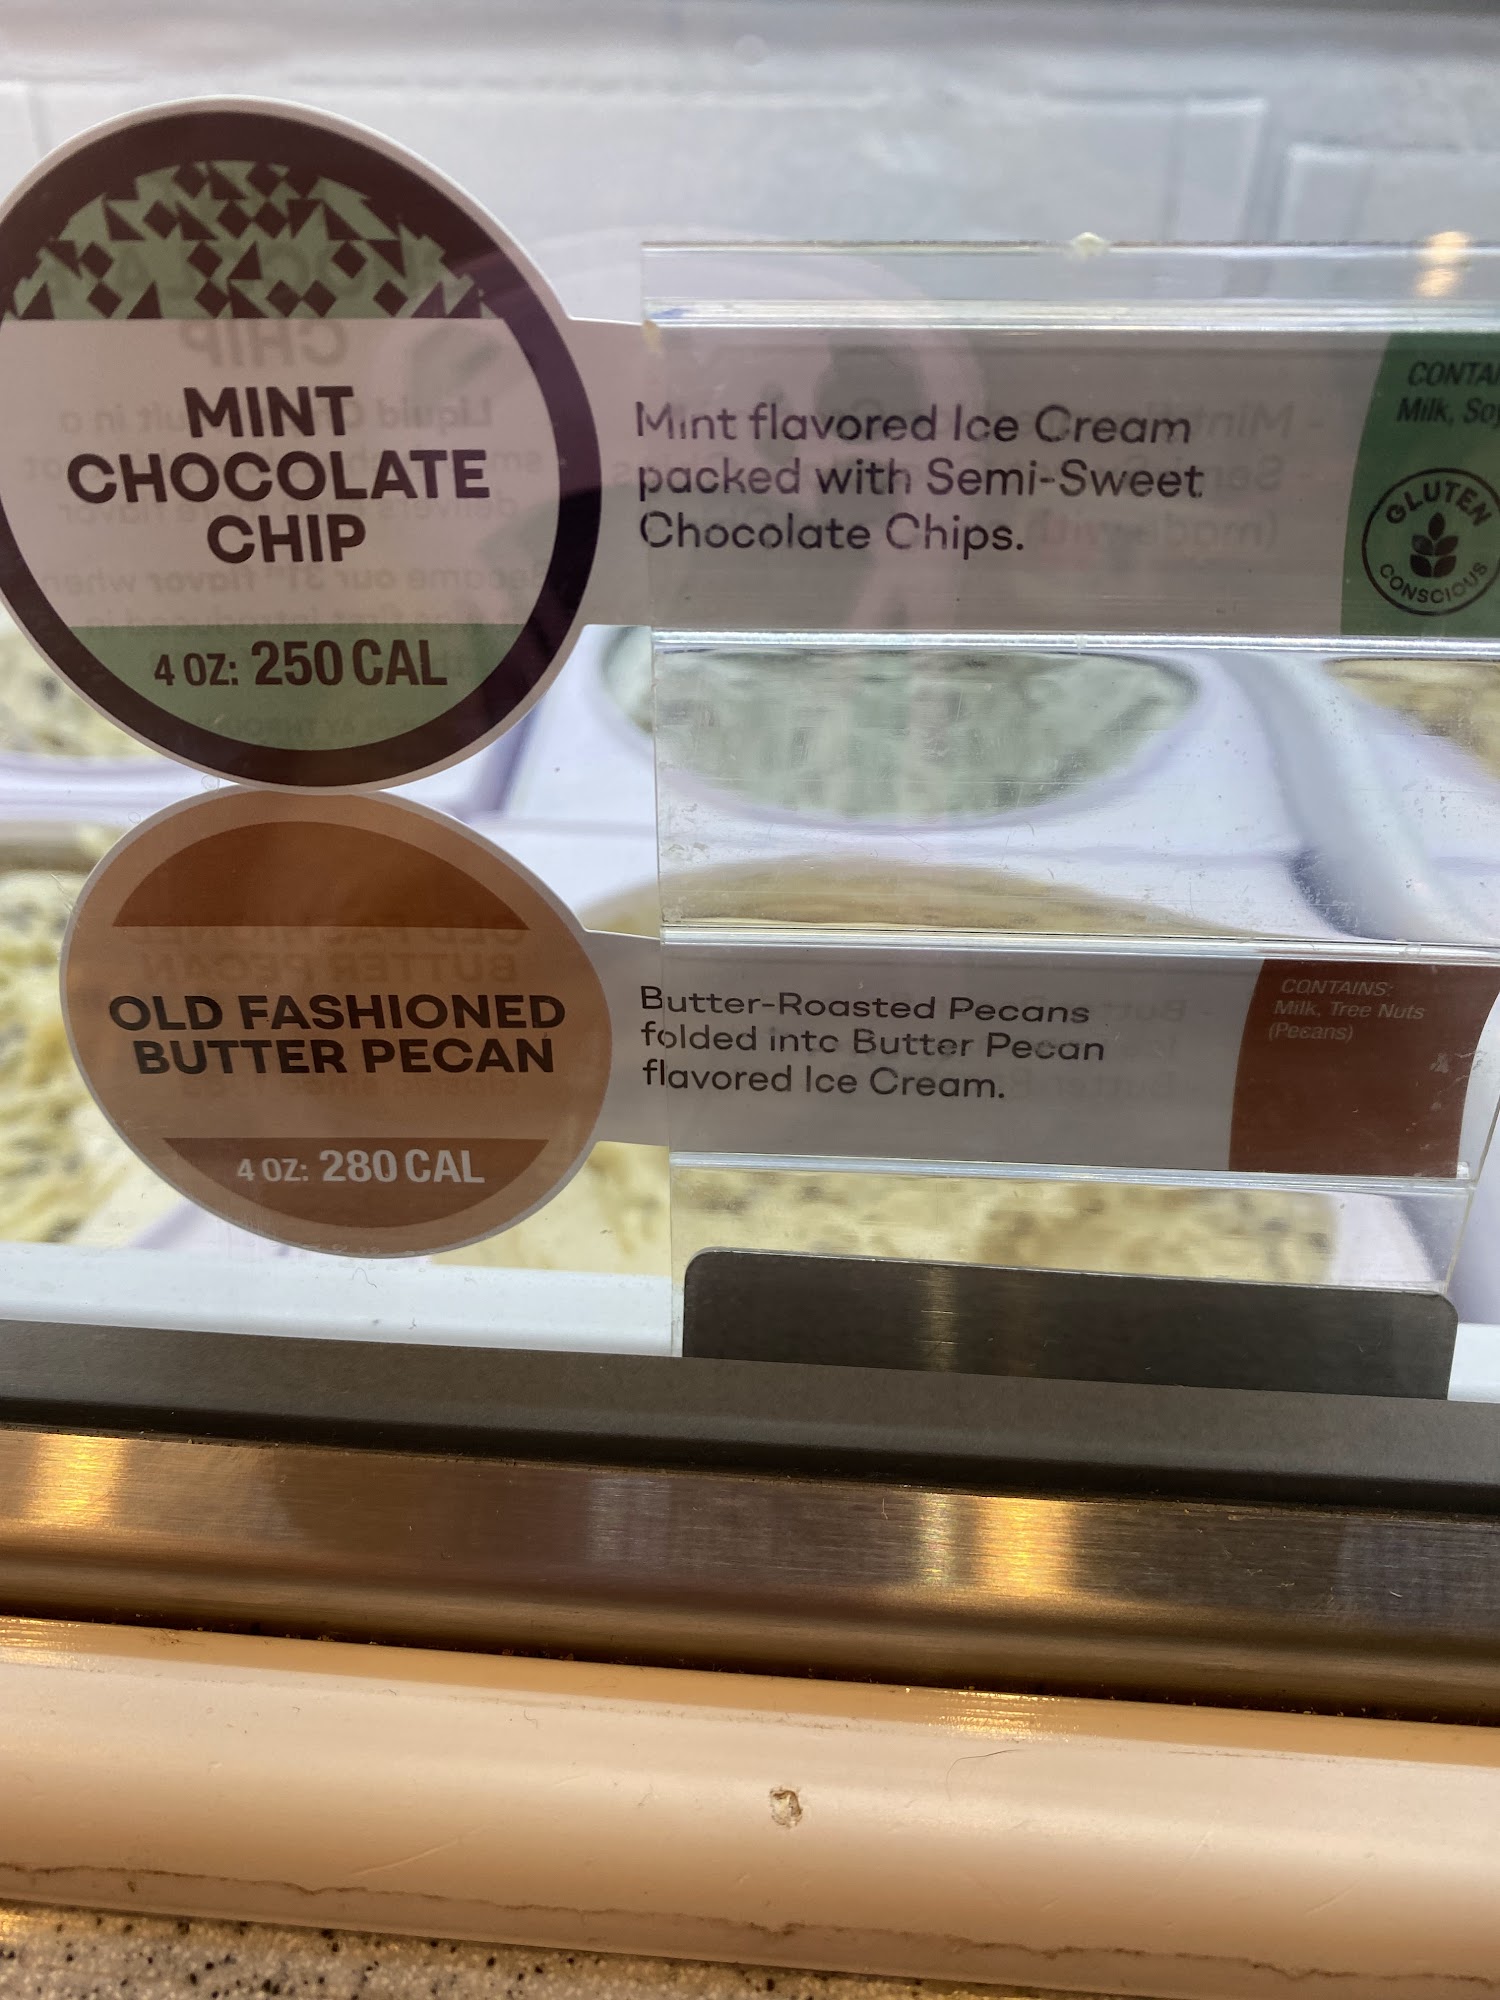 MINT
CHOCOLATE
CHIP
4 OZ: 250 CAL
Mint flavored Ice Cream
packed with Semi-Sweet
Chocolate Chips.
Milk,
GLUTEN
CONSCIOUS
OLD FASHIONED
BUTTER PECAN
4 OZ: 280 CAL
Butter-Roasted Pecans
folded into Butter Pecan
flavored Ice Cream.
CONTAINS:
Milk, Tree Nuts
(Pecans)